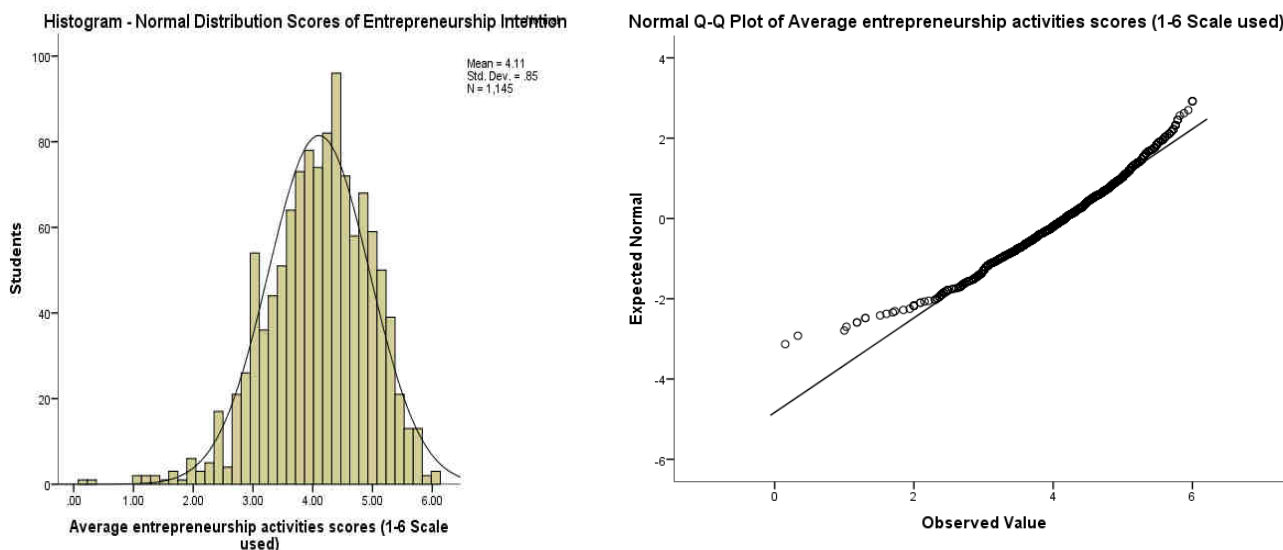 Histogram - Normal Distribution Scores of Entrepreneurship Intention
Mean = 4.11
Std. Dev. = .85
N = 1,145
100
80
60
40
20
0
Students
.00 1.00 2.00 3.00 4.00 5.00 6.00
Average entrepreneurship activities scores (1-6 Scale
used)
Normal Q-Q Plot of Average entrepreneurship activities scores (1-6 Scale used)
4
2
0
-2
-4
-6
Expected Normal
0 2 4 6
Observed Value